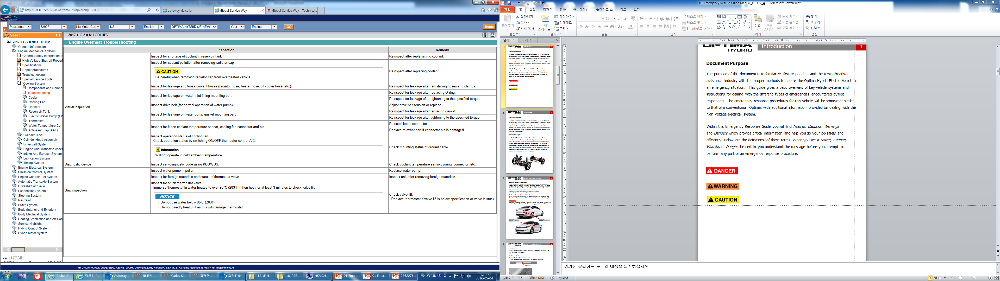 http://10.10.72.91/sviewer/default.asp?group=SHOP
autoway.kia.co.kr
Global Service Way
Global Service Way - Technica...
Passenger
SHOP
Kia Motor Cor
US
English
OPTIMA HYBRID (JF HEV)
Year
Engine
GO
Home
Search
2017 > G 2.0 NU GDI HEV
General Information
Engine Mechanical System
General Safety Information a
High Voltage Shut-off Proced
Specifications
Repair procedures
Troubleshooting
Special Service Tools
Cooling System
Components and Compo
Troubleshooting
Coolant
Cooling Fan
Radiator
Reservoir Tank
Electric Water Pump (EV
Thermostat
Water Temperature Con
Active Air Flap (AAF)
Cylinder Block
Cylinder Head Assembly
Drive Belt System
Engine And Transaxle Asser
Intake And Exhaust System
Lubrication System
Timing System
Engine Electrical System
Emission Control System
Engine Control/Fuel System
Automatic Transaxle System
Driveshaft and axle
Suspension System
Steering System
Restraint
Brake System
Body (Interior and Exterior)
Body Electrical System
Heating, Ventilation and Air Con
Service Highlight
Hybrid Control System
Hybrid Motor System
en 132USE
2017 > G 2.0 NU GDI HEV
Engine Overheat Troubleshooting
Inspection
Remedy
Visual inspection
Inspect for shortage of coolant in reservoir tank .
Reinspect after replenishing coolant.
Inspect for coolant pollution after removing radiator cap.
CAUTION
Be careful when removing radiator cap from overheated vehicle.
Reinspect after replacing coolant.
Inspect for leakage and loose coolant hoses (radiator hose, heater hose, oil cooler hose, etc.).
Reinspect for leakage after reinstalling hoses and clamps.
Inspect for leakage on water inlet fitting mounting part.
Reinspect for leakage after replacing O-ring.
Reinspect for leakage after tightening to the specified torque.
Inspect drive belt (for normal operation of water pump).
Adjust drive belt tension or replace.
Inspect for leakage on water pump gasket mounting part.
Reinspect for leakage after replacing gasket.
Reinspect for leakage after tightening to the specified torque.
Inspect for loose coolant temperature sensor, cooling fan connector and pin.
Reinstall loose connector.
Replace relevant part if connector pin is damaged.
Inspect operation status of cooling fan.
- Check operation status by switching ON/OFF the heater control A/C.
Information
Will not operate in cold ambient temperature.
Check mounting status of ground cable.
Diagnostic device
Inspect self-diagnostic code using KDS/GDS.
Check coolant temperature sensor, wiring, connector, etc.
Unit inspection
Inspect water pump impeller.
Replace water pump.
Inspect for foreign materials and status of thermostat valve.
Inspect unit after removing foreign materials.
Inspect for stuck thermostat valve.
- Immerse thermostat in water heated to over 95°C (203°F), then heat for at least 3 minutes to check valve lift.
NOTICE
• Do not use water below 95℃ (203℉).
• Do not directly heat unit as this will damage thermostat.
Check valve lift.
- Replace thermostat if valve lift is below specification or valve is stuck.
HYUNDAI WORLD WIDE SERVICE NETWORK Copyright 2003, HYUNDAI SERVICE. All rights reserved. E-mail > hot-line@hmc.co.kr
Global S...
협조전 [...
Autoway...
박동진 ...
Carlos Si...
김건우 ...
파일전송
12. JF H...
18. PSE...
HKMCH...
01 Emer...
01 Emer...
2862276...
A 漢
오전 9:11
2016-05-04
01 Emergency Rescue Guide Manual_JF HEV_완 - Microsoft PowerPoint
파일
홈
삽입
디자인
전환
애니메이션
슬라이드 쇼
검토
보기
붙여넣기
잘라내기
복사
서식 복사
클립보드
새 슬라이드
레이아웃
원래대로
구역
슬라이드
12
글꼴
텍스트 방향
텍스트 맞춤
SmartArt로 변환
단락
정렬
빠른 스타일
도형 채우기
도형 윤곽선
도형 효과
그리기
찾기
바꾸기
선택
편집
슬라이드
개요
3
4
5
6
OPTIMA
HYBRID
Introduction
1
Document Purpose
The purpose of this document is to familiarize first responders and the towing/roadside
assistance industry with the proper methods to handle the Optima Hybrid Electric Vehicle in
an emergency situation. This guide gives a basic overview of key vehicle systems and
instructions for dealing with the different types of emergencies encountered by first
responders. The emergency response procedures for this vehicle will be somewhat similar
to that of a conventional Optima, with additional information provided on dealing with the
high voltage electrical system.
Within this Emergency Response Guide you will find Notices, Cautions, Warnings
and Dangers which provide critical information and help you do your job safely and
efficiently. Below are the definitions of these terms. When you see a Notice, Caution,
Warning or Danger, be certain you understand the message before you attempt to
perform any part of an emergency response procedure.
DANGER
WARNING
CAUTION
여기에 슬라이드 노트의 내용을 입력하십시오
슬라이드 3/25
"Office 테마"
한국어
90%